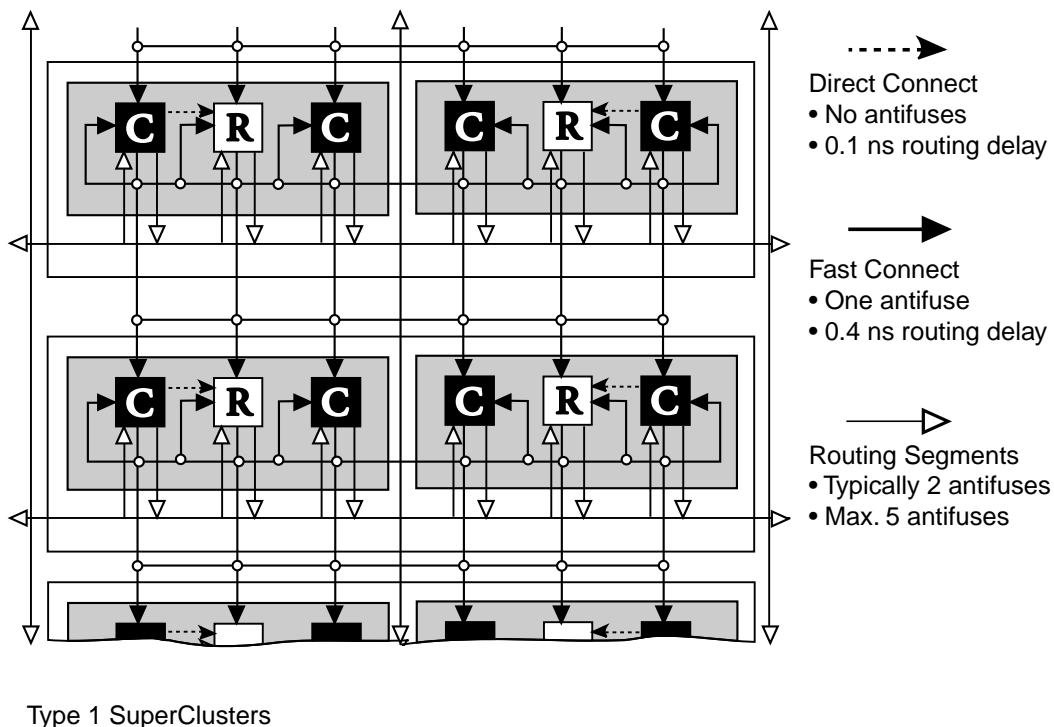 C R C C R C
C R C C R C
Direct Connect
• No antifuses
• 0.1 ns routing delay
Fast Connect
• One antifuse
• 0.4 ns routing delay
Routing Segments
• Typically 2 antifuses
• Max. 5 antifuses
Type 1 SuperClusters